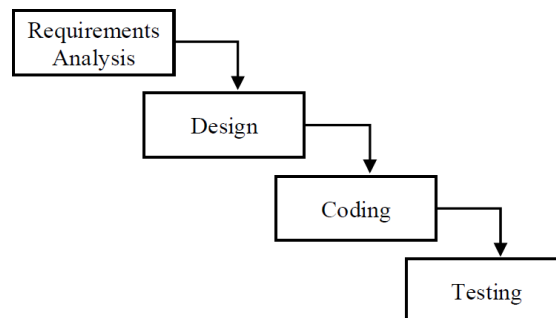 Requirements
Analysis
Design
Coding
Testing